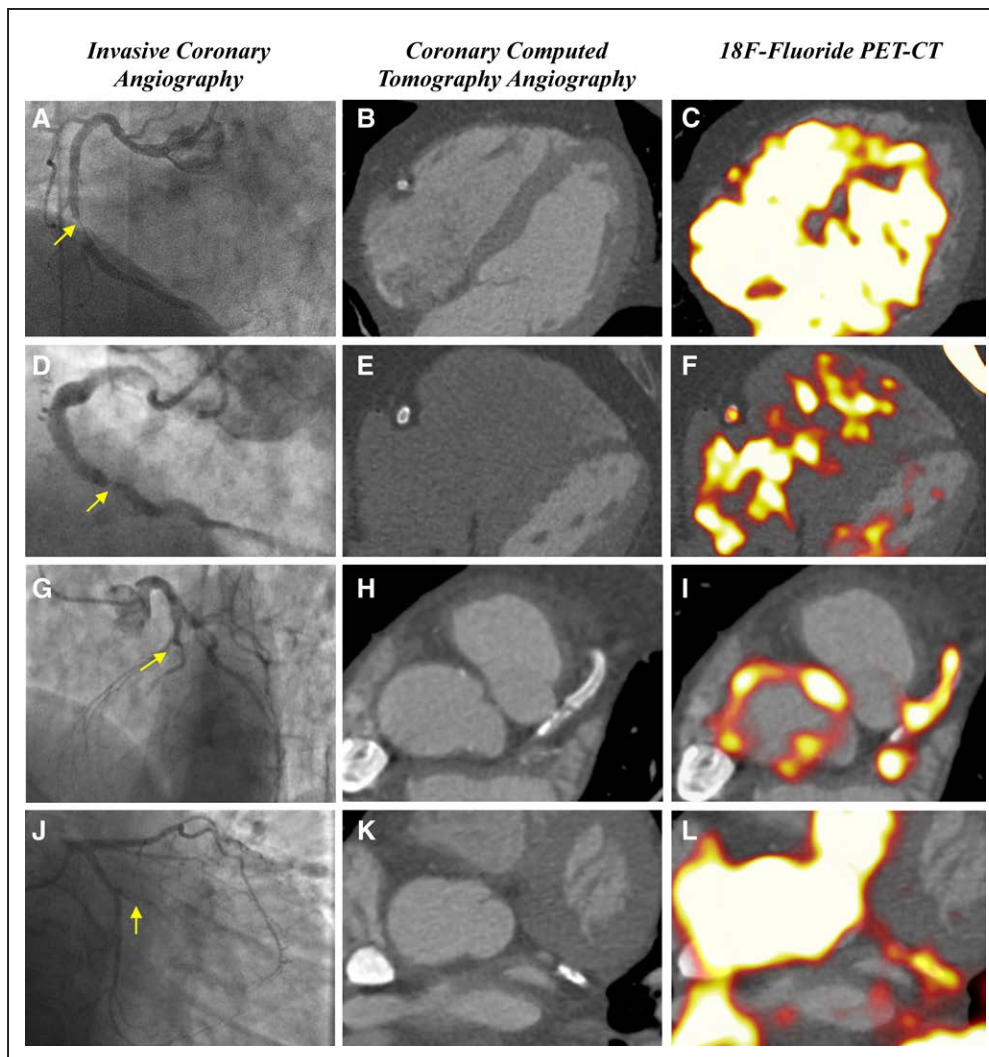 Invasive Coronary
Angiography
Coronary Computed
Tomography Angiography
18F-Fluoride PET-CT
A
B
C
D
E
F
G
H
I
J
K
L